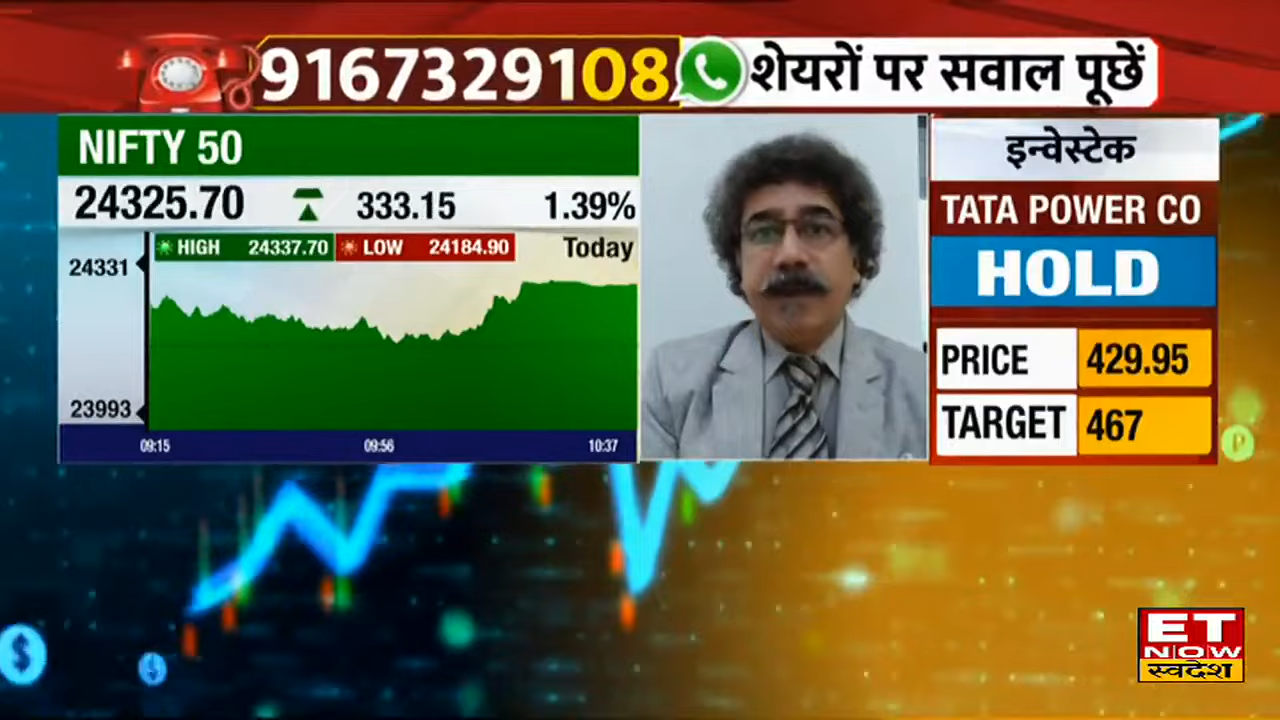 9167329108 शेयरों पर सवाल पूछें
NIFTY 50
24325.70 333.15 1.39%
HIGH 24337.70 LOW 24184.90 Today
24331
23993
09:15 09:56 10:37
इन्वेस्टेक
TATA POWER CO
HOLD
PRICE 429.95
TARGET 467
ET
NOW
स्वदेश